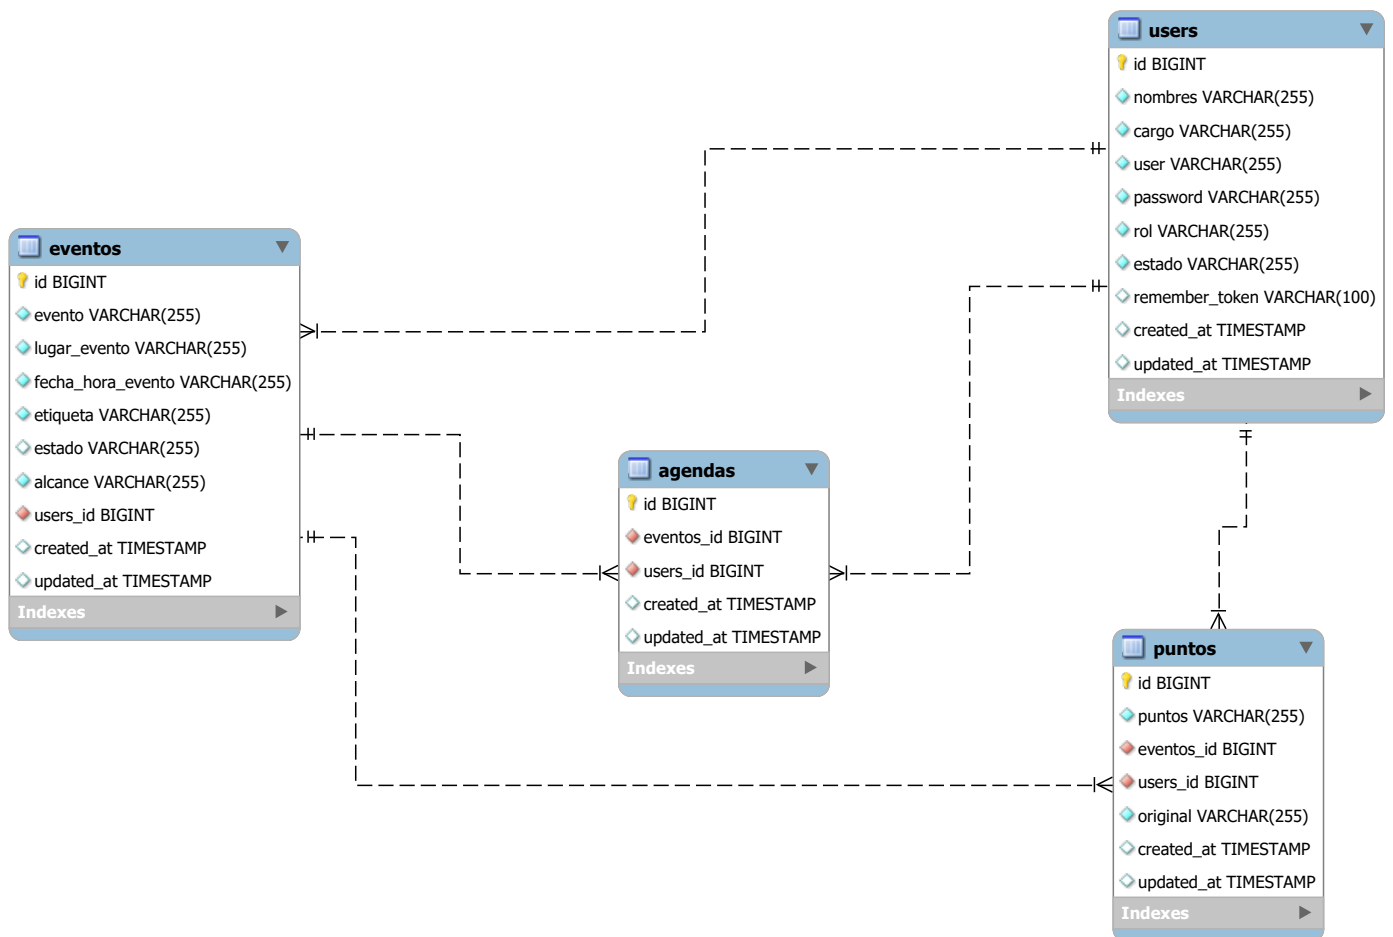 users
id BIGINT
nombres VARCHAR(255)
cargo VARCHAR(255)
user VARCHAR(255)
password VARCHAR(255)
rol VARCHAR(255)
estado VARCHAR(255)
remember_token VARCHAR(100)
created_at TIMESTAMP
updated_at TIMESTAMP
Indexes
eventos
id BIGINT
evento VARCHAR(255)
lugar_evento VARCHAR(255)
fecha_hora_evento VARCHAR(255)
etiqueta VARCHAR(255)
estado VARCHAR(255)
alcance VARCHAR(255)
users_id BIGINT
created_at TIMESTAMP
updated_at TIMESTAMP
Indexes
agendas
id BIGINT
eventos_id BIGINT
users_id BIGINT
created_at TIMESTAMP
updated_at TIMESTAMP
Indexes
puntos
id BIGINT
puntos VARCHAR(255)
eventos_id BIGINT
users_id BIGINT
original VARCHAR(255)
created_at TIMESTAMP
updated_at TIMESTAMP
Indexes